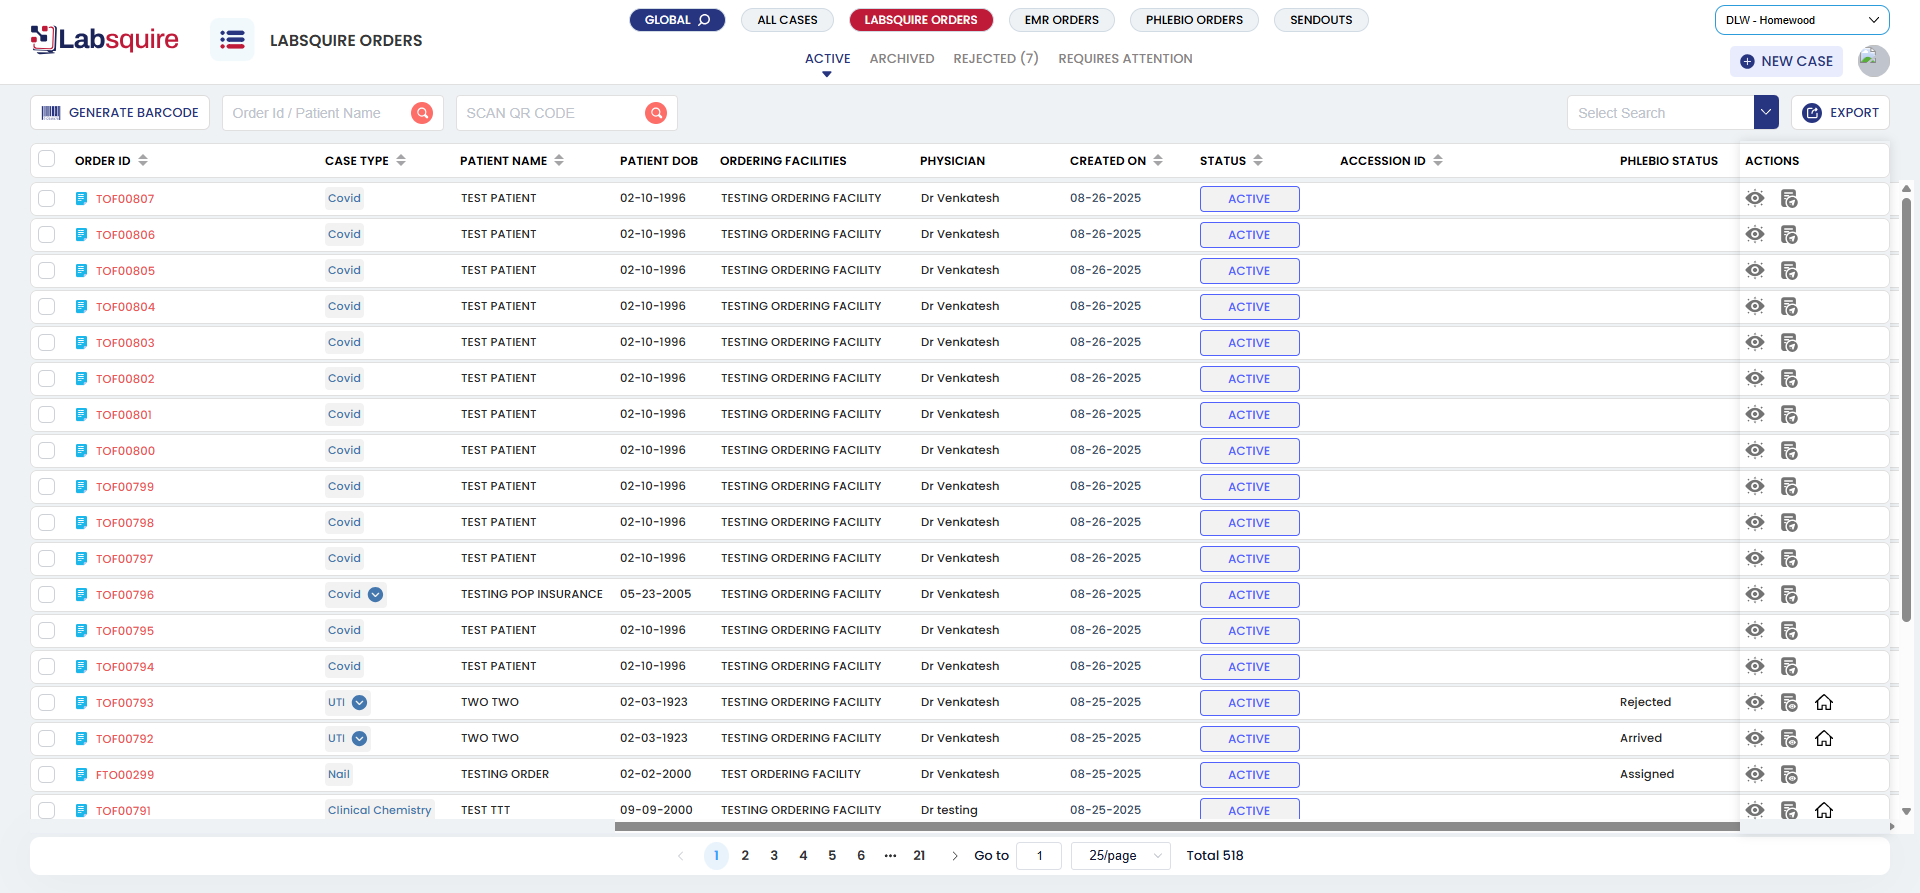 Labsquire
LABSQUIRE ORDERS
GLOBAL ALL CASES LABSQUIRE ORDERS EMR ORDERS PHLEBIO ORDERS SENDOUTS
DLW - Homewood
ACTIVE ARCHIVED REJECTED (7) REQUIRES ATTENTION
NEW CASE
GENERATE BARCODE Order Id / Patient Name SCAN QR CODE Select Search EXPORT
ORDER ID CASE TYPE PATIENT NAME PATIENT DOB ORDERING FACILITIES PHYSICIAN CREATED ON STATUS ACCESSION ID PHLEBIO STATUS ACTIONS
TOF00807 Covid TEST PATIENT 02-10-1996 TESTING ORDERING FACILITY Dr Venkatesh 08-26-2025 ACTIVE
TOF00806 Covid TEST PATIENT 02-10-1996 TESTING ORDERING FACILITY Dr Venkatesh 08-26-2025 ACTIVE
TOF00805 Covid TEST PATIENT 02-10-1996 TESTING ORDERING FACILITY Dr Venkatesh 08-26-2025 ACTIVE
TOF00804 Covid TEST PATIENT 02-10-1996 TESTING ORDERING FACILITY Dr Venkatesh 08-26-2025 ACTIVE
TOF00803 Covid TEST PATIENT 02-10-1996 TESTING ORDERING FACILITY Dr Venkatesh 08-26-2025 ACTIVE
TOF00802 Covid TEST PATIENT 02-10-1996 TESTING ORDERING FACILITY Dr Venkatesh 08-26-2025 ACTIVE
TOF00801 Covid TEST PATIENT 02-10-1996 TESTING ORDERING FACILITY Dr Venkatesh 08-26-2025 ACTIVE
TOF00800 Covid TEST PATIENT 02-10-1996 TESTING ORDERING FACILITY Dr Venkatesh 08-26-2025 ACTIVE
TOF00799 Covid TEST PATIENT 02-10-1996 TESTING ORDERING FACILITY Dr Venkatesh 08-26-2025 ACTIVE
TOF00798 Covid TEST PATIENT 02-10-1996 TESTING ORDERING FACILITY Dr Venkatesh 08-26-2025 ACTIVE
TOF00797 Covid TEST PATIENT 02-10-1996 TESTING ORDERING FACILITY Dr Venkatesh 08-26-2025 ACTIVE
TOF00796 Covid TESTING POP INSURANCE 05-23-2005 TESTING ORDERING FACILITY Dr Venkatesh 08-26-2025 ACTIVE
TOF00795 Covid TEST PATIENT 02-10-1996 TESTING ORDERING FACILITY Dr Venkatesh 08-26-2025 ACTIVE
TOF00794 Covid TEST PATIENT 02-10-1996 TESTING ORDERING FACILITY Dr Venkatesh 08-26-2025 ACTIVE
TOF00793 UTI TWO TWO 02-03-1923 TESTING ORDERING FACILITY Dr Venkatesh 08-25-2025 ACTIVE Rejected
TOF00792 UTI TWO TWO 02-03-1923 TESTING ORDERING FACILITY Dr Venkatesh 08-25-2025 ACTIVE Arrived
FTO00299 Nail TESTING ORDER 02-02-2000 TEST ORDERING FACILITY Dr Venkatesh 08-25-2025 ACTIVE Assigned
TOF00791 Clinical Chemistry TEST TTT 09-09-2000 TESTING ORDERING FACILITY Dr testing 08-25-2025 ACTIVE
1 2 3 4 5 6 ••• 21 Go to 1 25/page Total 518